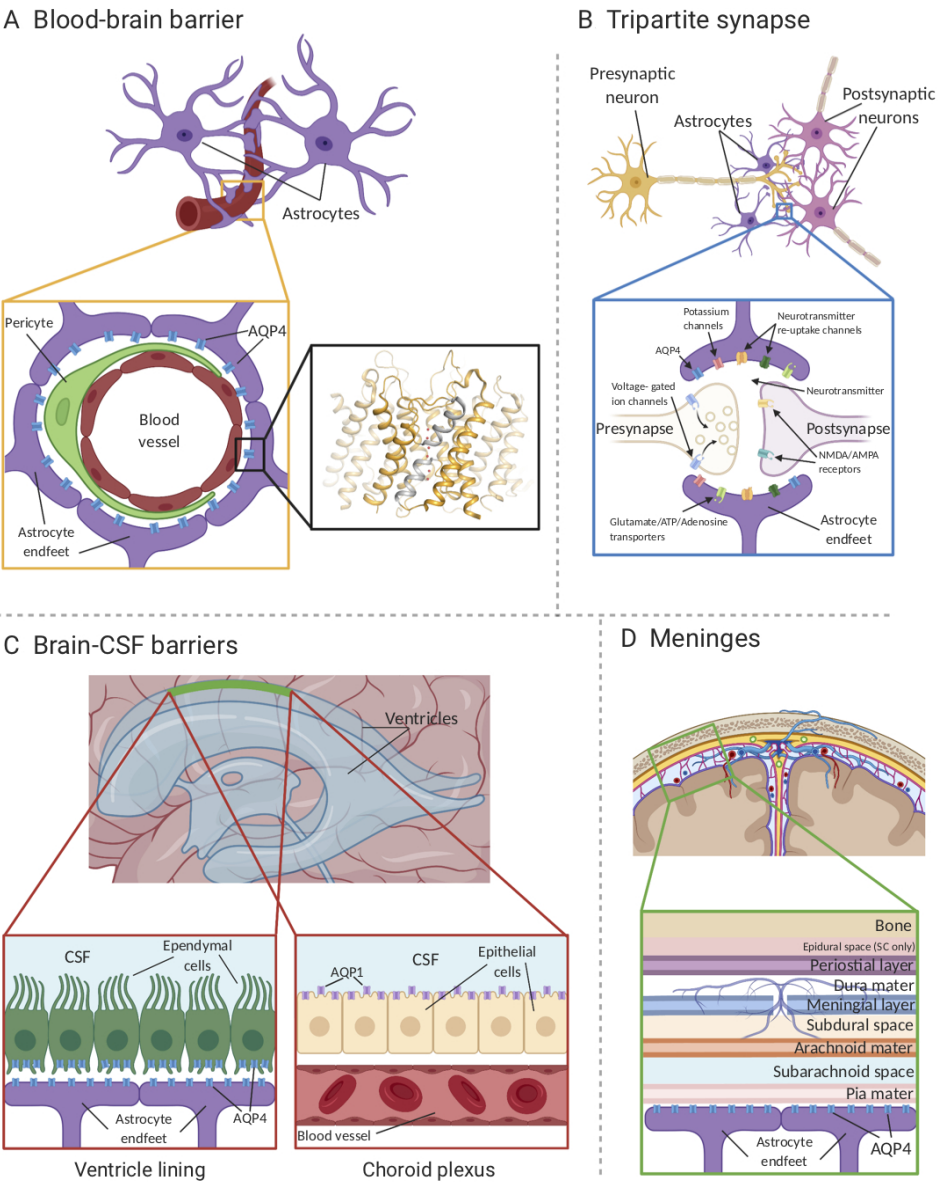 A Blood-brain barrier
Astrocytes
Pericyte
AQP4
Blood
vessel
Astrocyte
endfeet
B Tripartite synapse
Presynaptic
neuron
Astrocytes
Postsynaptic
neurons
Potassium
channels
Neurotransmitter
re-uptake channels
AQP4
Voltage- gated
ion channels
Neurotransmitter
Presynapse
Postsynapse
NMDA/AMPA
receptors
Glutamate/ATP/Adenosine
transporters
Astrocyte
endfeet
C Brain-CSF barriers
Ventricles
CSF
Ependymal
cells
Astrocyte
endfeet
AQP4
Ventricle lining
AQP1
CSF
Epithelial
cells
Blood vessel
Choroid plexus
D Meninges
Bone
Epidural space (SC only)
Periostial layer
Dura mater
Meningial layer
Subdural space
Arachnoid mater
Subarachnoid space
Pia mater
Astrocyte
endfeet
AQP4